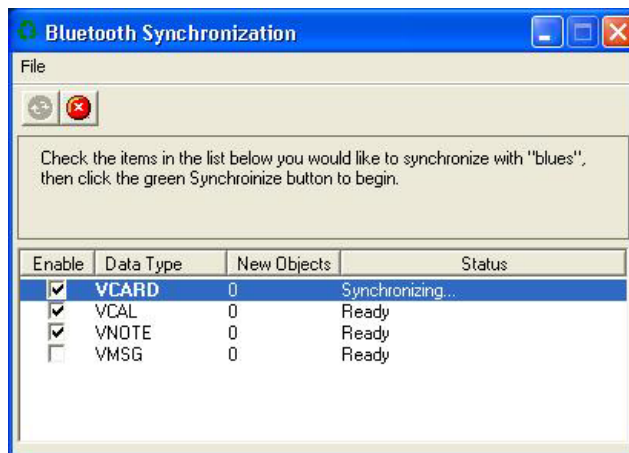 Bluetooth Synchronization
File
Check the items in the list below you would like to synchronize with "blues",
then click the green Synchroinize button to begin.
Enable Data Type New Objects Status
VCARD 0 Synchronizing...
VCAL 0 Ready
VNOTE 0 Ready
VMSG 0 Ready